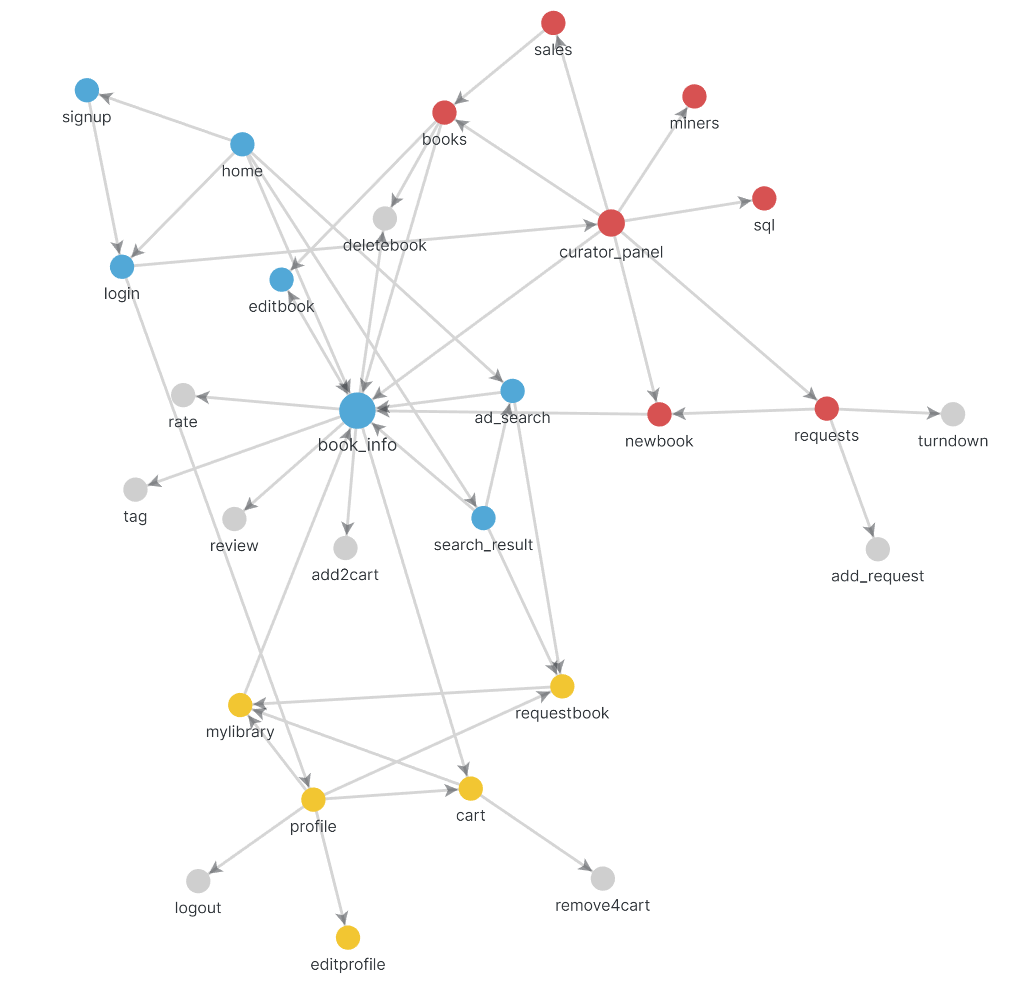 sales
signup
miners
books
home
sql
deletebook
curator_panel
login
editbook
rate
ad_search
book_info
newbook
requests
turndown
tag
review
search_result
add2cart
add_request
requestbook
mylibrary
profile
cart
logout
remove4cart
editprofile